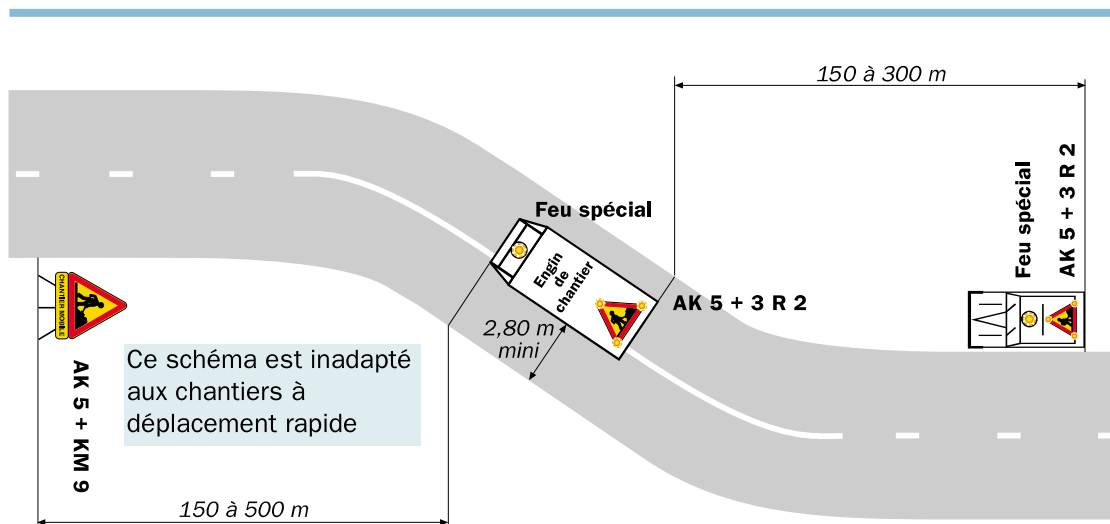 150 à 300 m
Feu spécial
Engin
de
chantier
AK 5 + 3 R 2
2,80 m
mini
Feu spécial
AK 5 + 3 R 2
CHANTIER MOBILE
AK 5 + KM 9
Ce schéma est inadapté
aux chantiers à
déplacement rapide
150 à 500 m